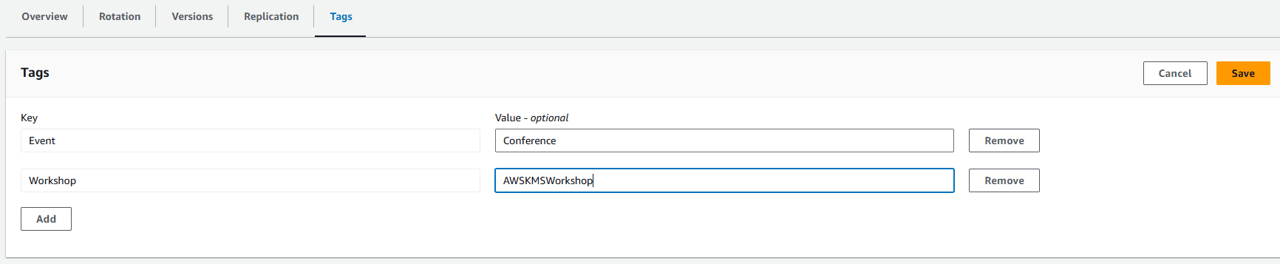 Overview Rotation Versions Replication Tags
Tags Cancel Save
Key Value - optional
Event Conference Remove
Workshop AWSKMSWorkshop Remove
Add